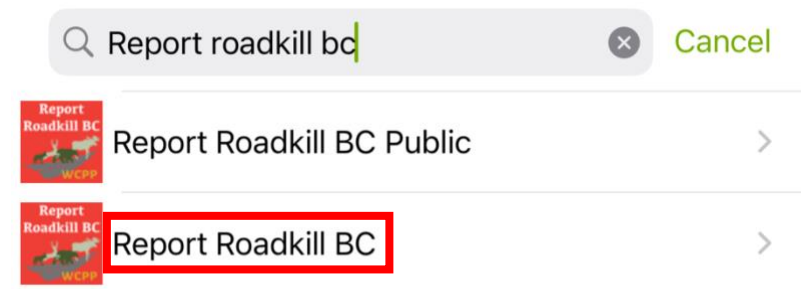 Report roadkill bc
Cancel
Report
Roadkill BC
WCPP
Report Roadkill BC Public
Report
Roadkill BC
WCPP
Report Roadkill BC